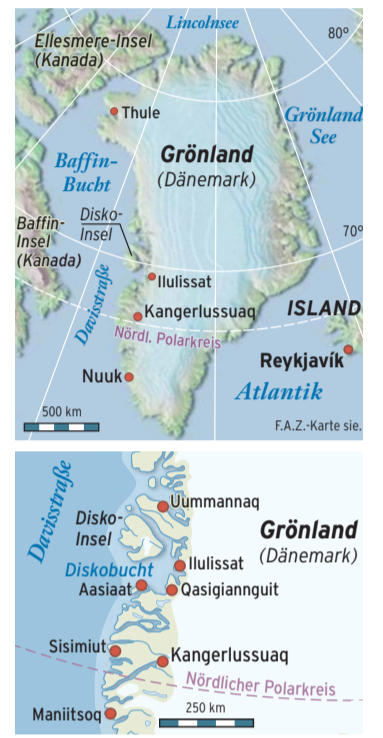 Lincolnsee
80°
Ellesmere-Insel
(Kanada)
Thule
Grönland
See
Grönland
(Dänemark)
Baffin-
Bucht
Disko-
Insel
Baffin-
Insel
(Kanada)
70°
Ilulissat
Davisstraße
Kangerlussuaq
ISLAND
Nördl. Polarkreis
Reykjavík
Nuuk
Atlantik
500 km
F.A.Z.-Karte sie.
Davisstraße
Uummannaq
Disko-
Insel
Grönland
(Dänemark)
Diskobucht
Ilulissat
Aasiaat
Qasigiannguit
Sisimiut
Kangerlussuaq
Nördlicher Polarkreis
Maniitsoq
250 km